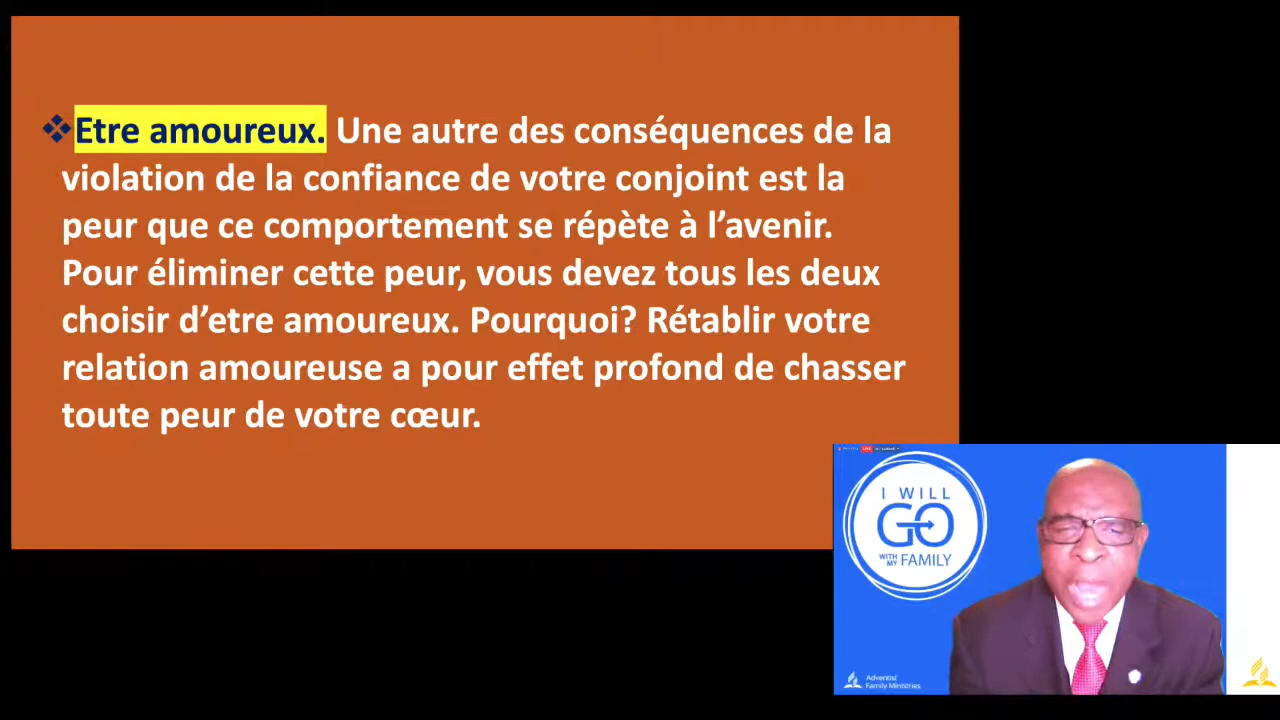 ❖Etre amoureux. Une autre des conséquences de la
violation de la confiance de votre conjoint est la
peur que ce comportement se répète à l’avenir.
Pour éliminer cette peur, vous devez tous les deux
choisir d’etre amoureux. Pourquoi? Rétablir votre
relation amoureuse a pour effet profond de chasser
toute peur de votre cœur.
I WILL
GO
WITH MY FAMILY
Adventist
Family Ministries